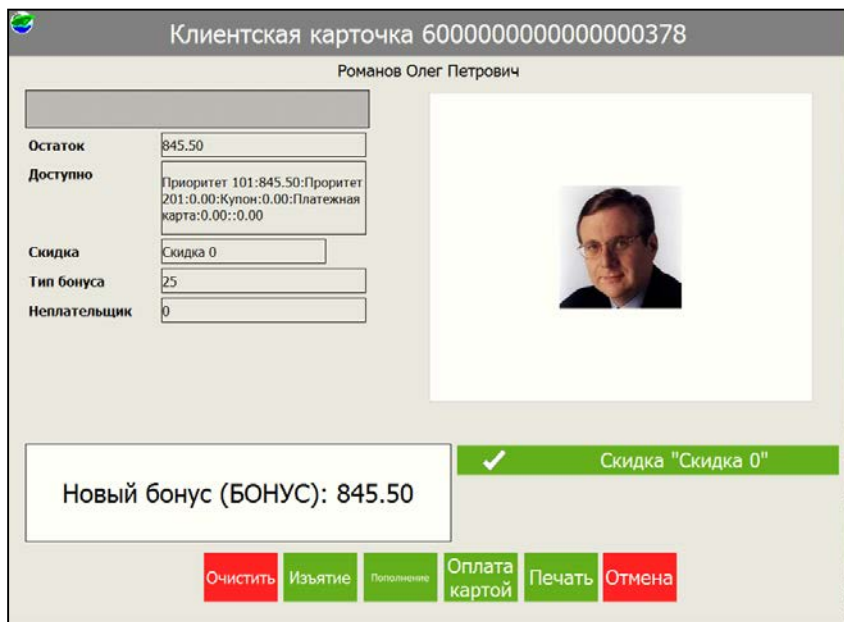 Клиентская карточка 6000000000000000378
Романов Олег Петрович
Остаток 845.50
Доступно Приоритет 101:845.50:Проритет
201:0.00:Купон:0.00:Платежная
карта:0.00::0.00
Скидка Скидка 0
Тип бонуса 25
Неплательщик 0
Скидка "Скидка 0"
Новый бонус (БОНУС): 845.50
Очистить Изъятие Пополнение Оплата
картой Печать Отмена